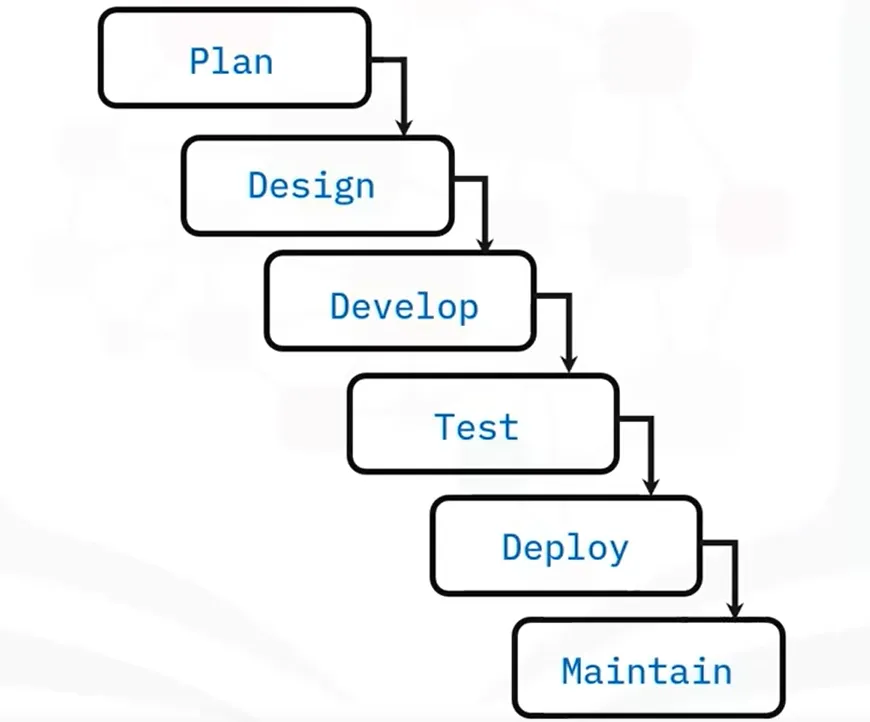 Plan
Design
Develop
Test
Deploy
Maintain